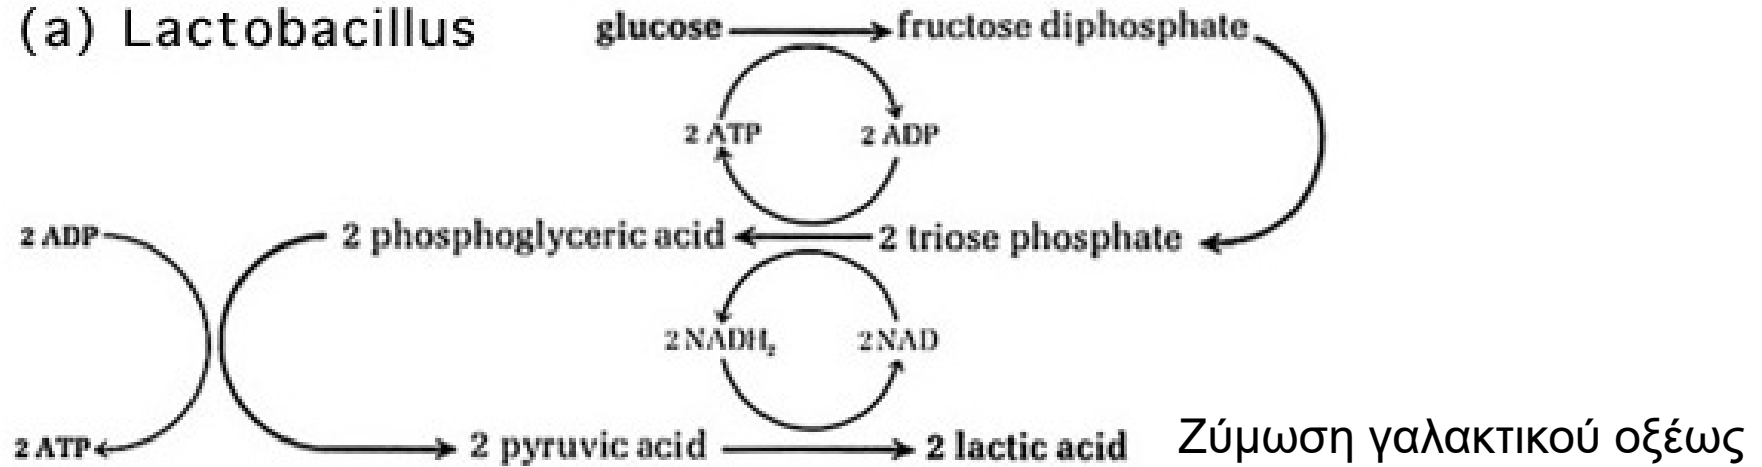 (a) Lactobacillus
glucose fructose diphosphate
2 ATP 2 ADP
2 ADP 2 phosphoglyceric acid 2 triose phosphate
2 NADH₂ 2 NAD
2 ATP 2 pyruvic acid 2 lactic acid Ζύμωση γαλακτικού οξέως